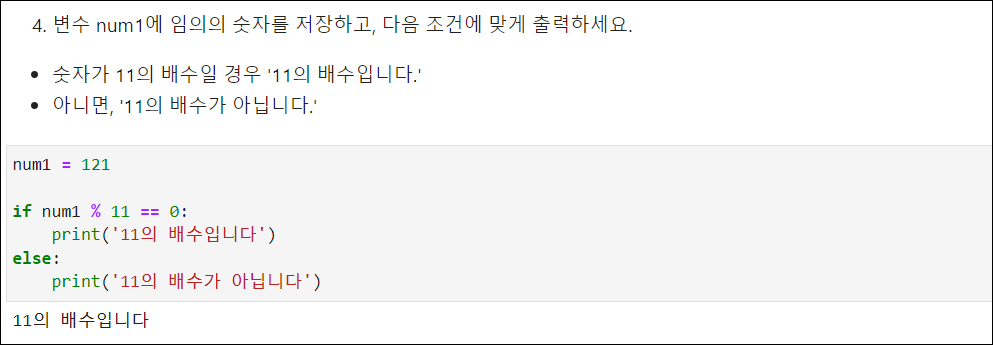 4. 변수 num1에 임의의 숫자를 저장하고, 다음 조건에 맞게 출력하세요.
• 숫자가 11의 배수일 경우 '11의 배수입니다.'
• 아니면, '11의 배수가 아닙니다.'
num1 = 121
if num1 % 11 == 0:
    print('11의 배수입니다')
else:
    print('11의 배수가 아닙니다')
11의 배수입니다